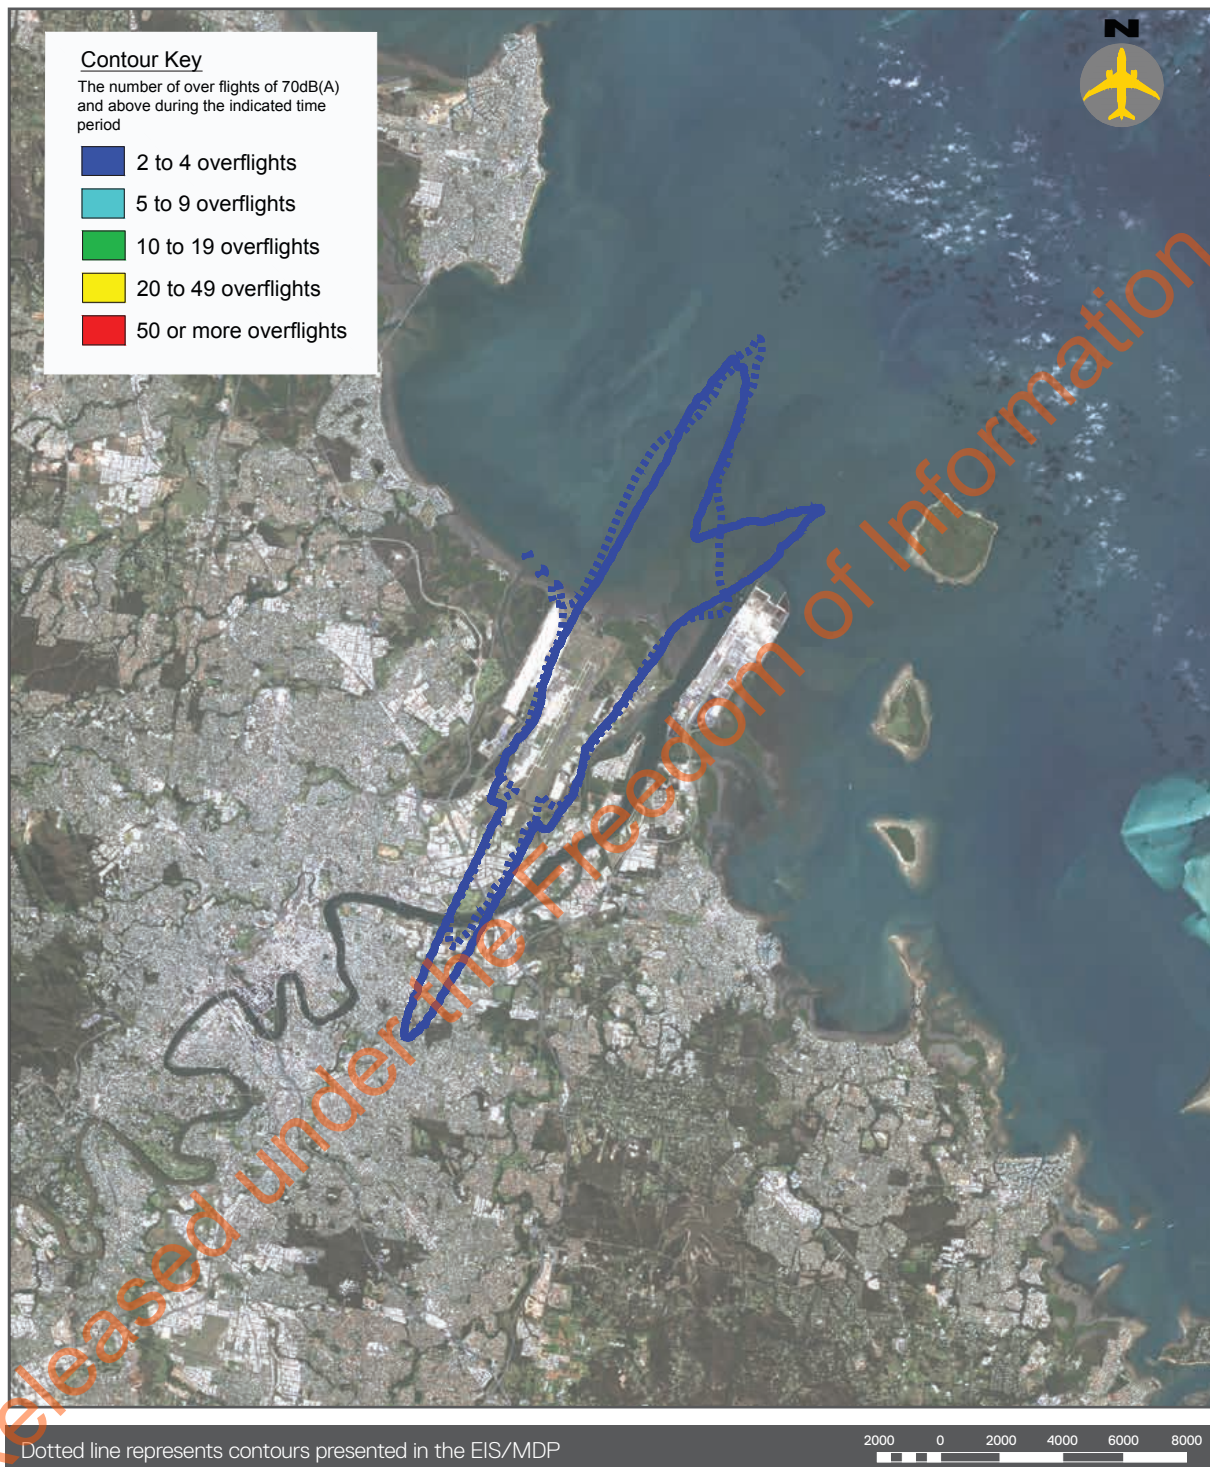 Contour Key
The number of over flights of 70dB(A)
and above during the indicated time
period
2 to 4 overflights
5 to 9 overflights
10 to 19 overflights
20 to 49 overflights
50 or more overflights
N
Released under the Freedom of Information
Dotted line represents contours presented in the EIS/MDP
2000 0 2000 4000 6000 8000